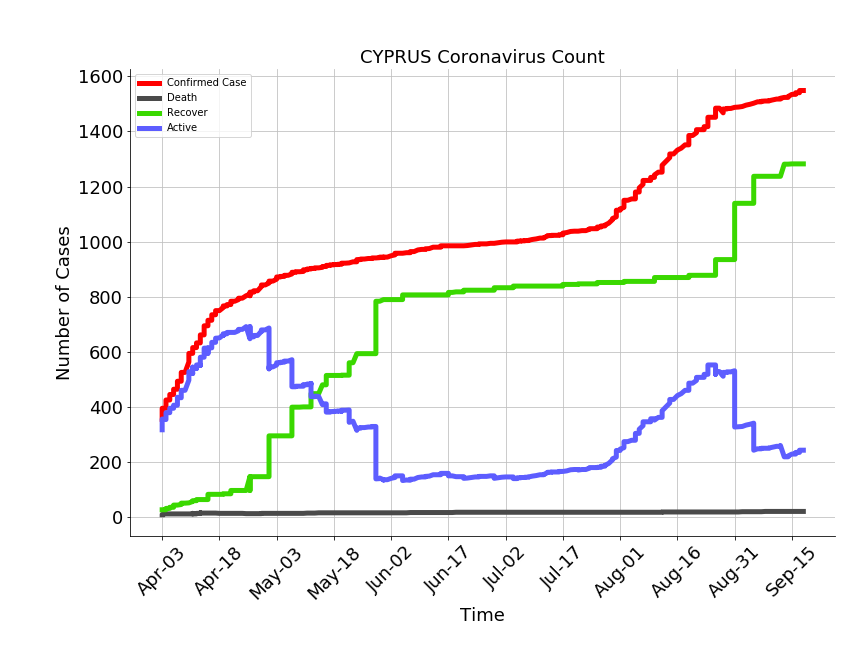 CYPRUS Coronavirus Count
Confirmed Case
Death
Recover
Active
Number of Cases
1600
1400
1200
1000
800
600
400
200
0
Apr-03
Apr-18
May-03
May-18
Jun-02
Jun-17
Jul-02
Jul-17
Aug-01
Aug-16
Aug-31
Sep-15
Time